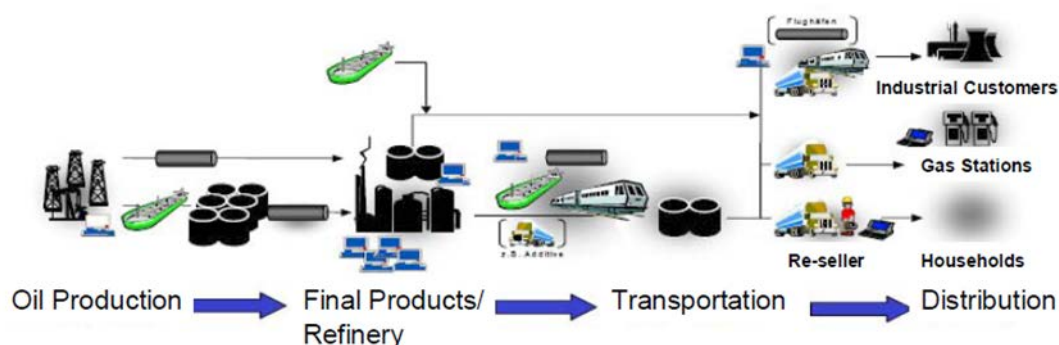 Flughäfen
Industrial Customers
Gas Stations
z.B. Additive
Re-seller
Households
Oil Production
Final Products/
Refinery
Transportation
Distribution